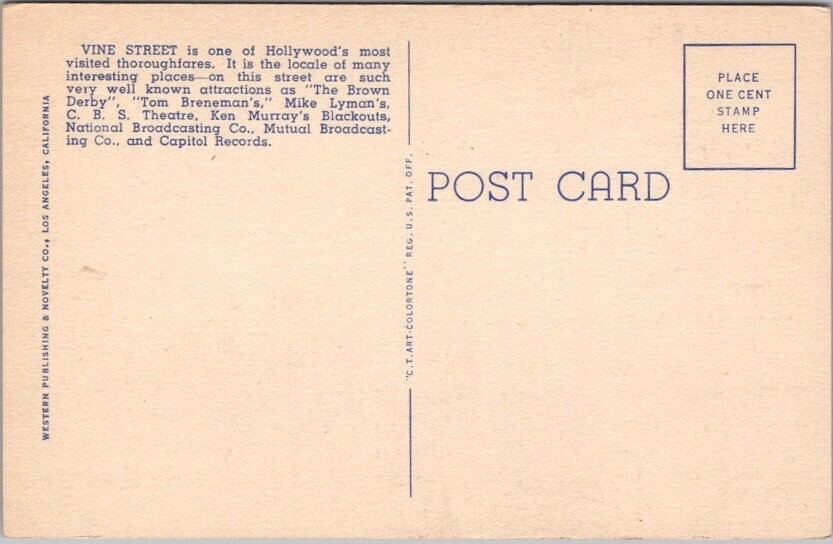 VINE STREET is one of Hollywood's most
visited thoroughfares. It is the locale of many
interesting places—on this street are such
very well known attractions as "The Brown
Derby", "Tom Breneman's," Mike Lyman's,
C. B. S. Theatre, Ken Murray's Blackouts,
National Broadcasting Co., Mutual Broadcast-
ing Co., and Capitol Records.
WESTERN PUBLISHING & NOVELTY CO., LOS ANGELES, CALIFORNIA
"C.T.ART-COLORTONE" REG. U.S. PAT. OFF.
POST CARD
PLACE
ONE CENT
STAMP
HERE